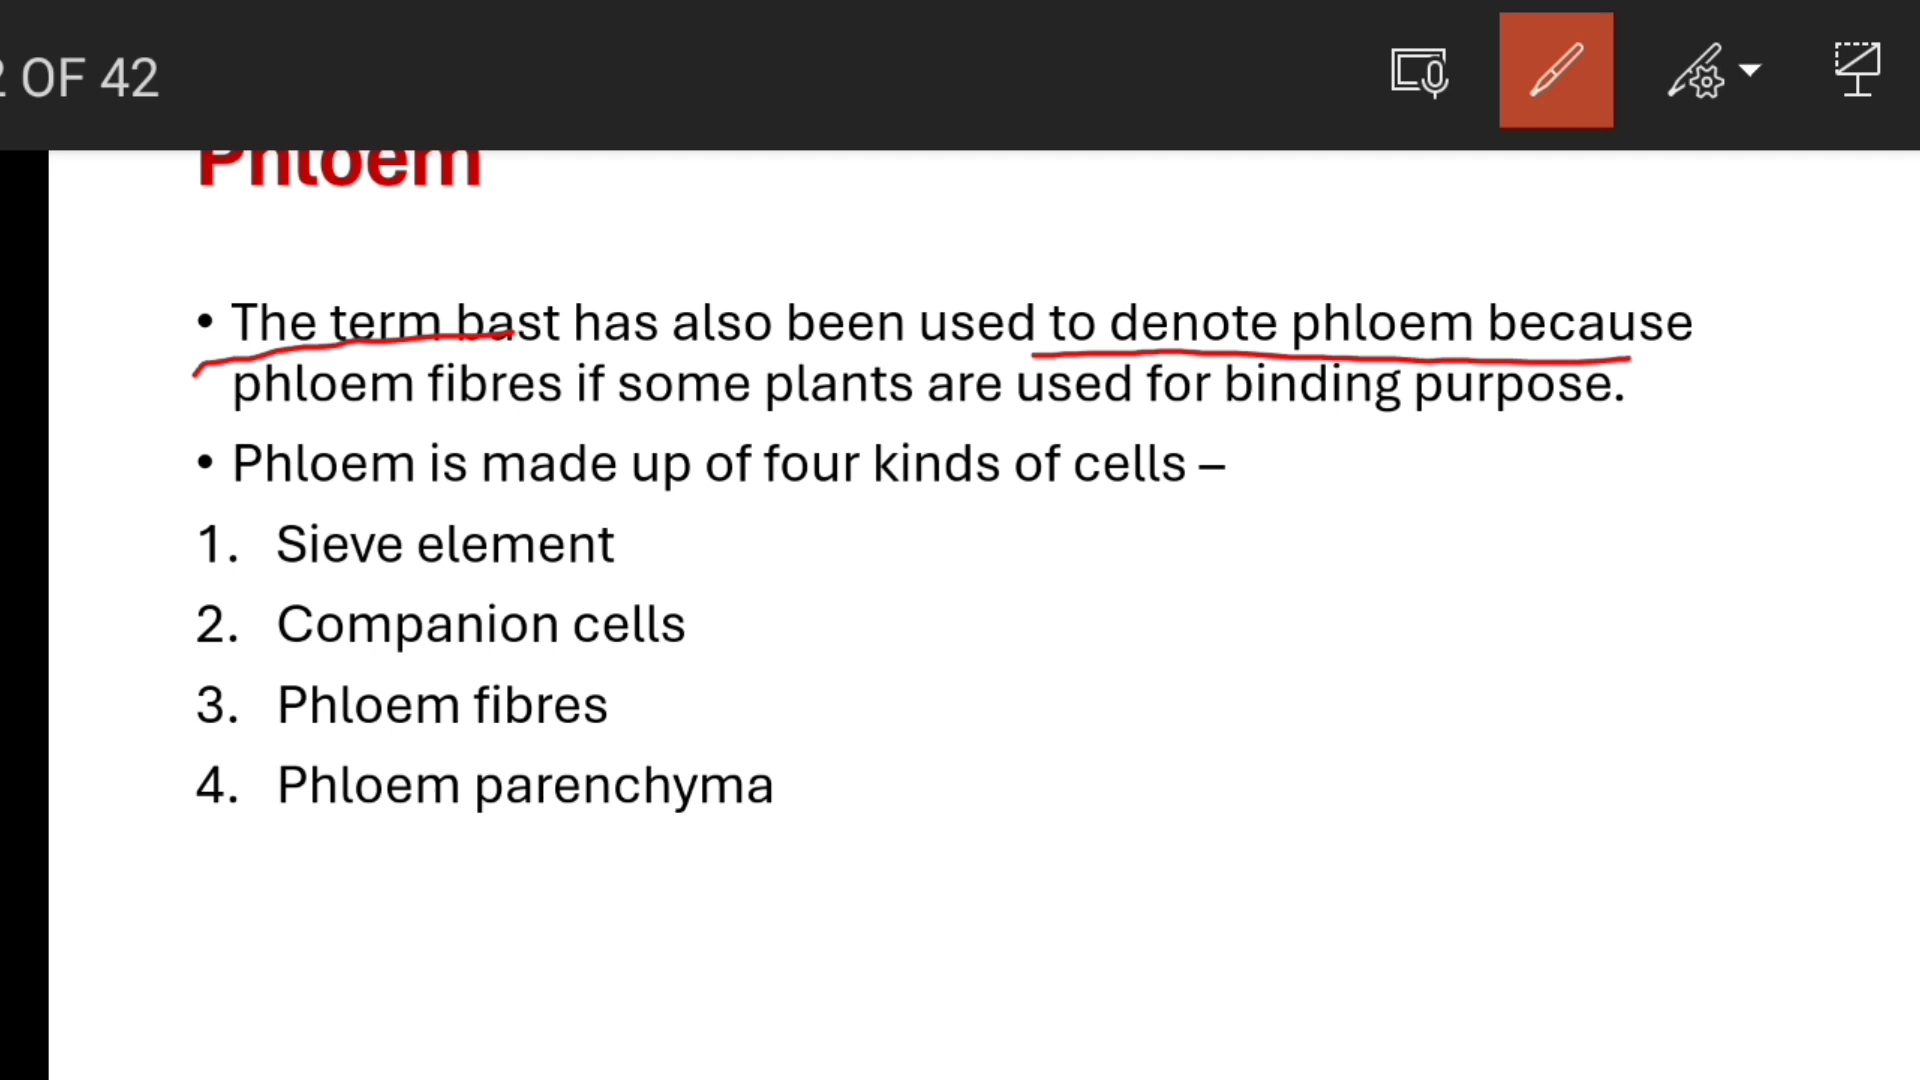 2 OF 42
Phloem
• The term bast has also been used to denote phloem because
phloem fibres if some plants are used for binding purpose.
• Phloem is made up of four kinds of cells –
1. Sieve element
2. Companion cells
3. Phloem fibres
4. Phloem parenchyma